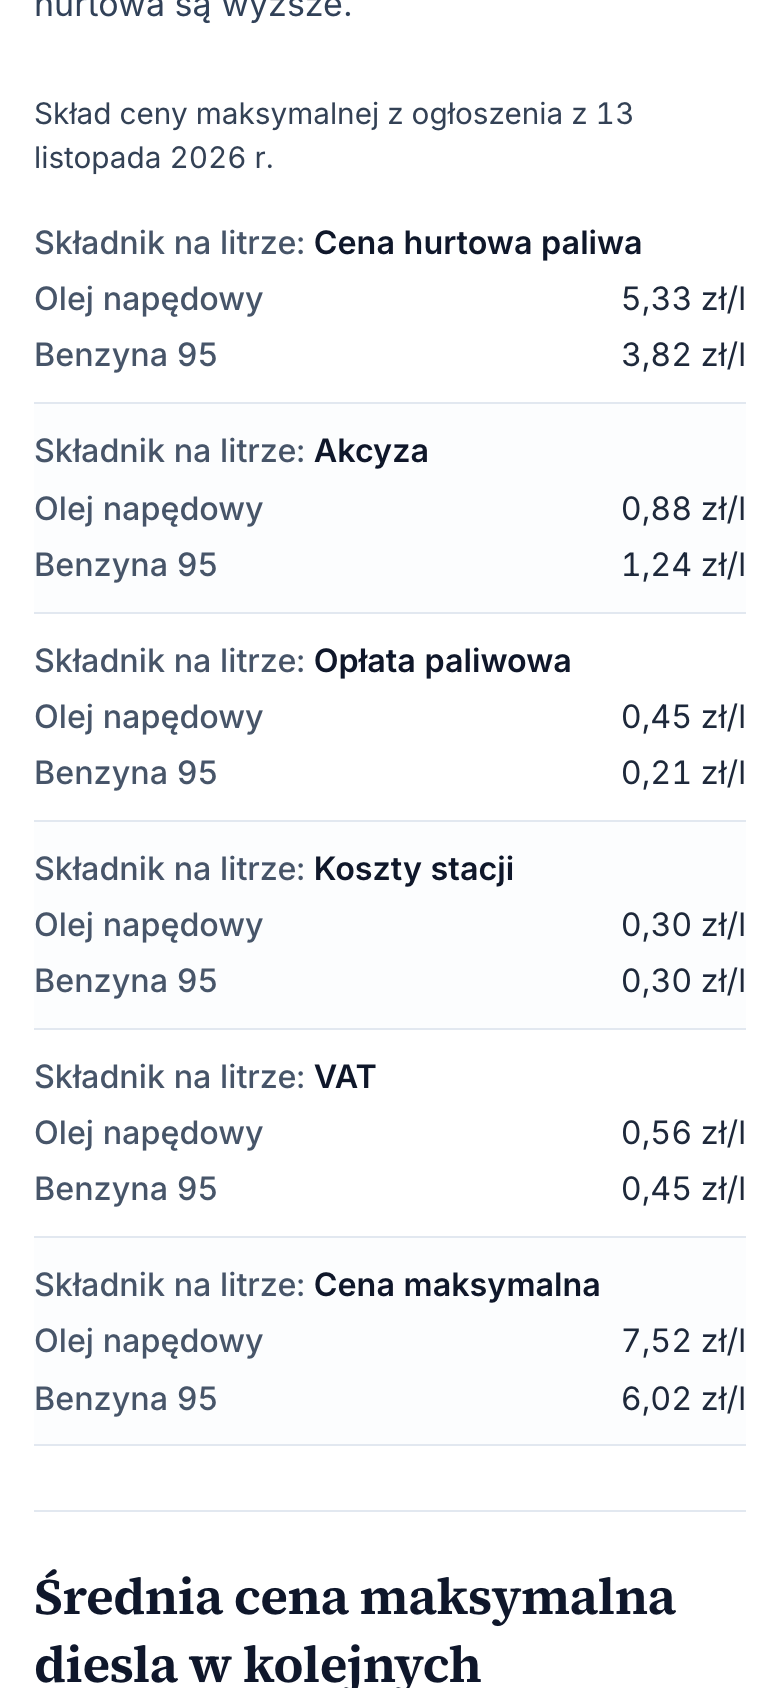 hurtowa są wyższe.
Skład ceny maksymalnej z ogłoszenia z 13
listopada 2026 r.
Składnik na litrze: Cena hurtowa paliwa
Olej napędowy 5,33 zł/l
Benzyna 95 3,82 zł/l
Składnik na litrze: Akcyza
Olej napędowy 0,88 zł/l
Benzyna 95 1,24 zł/l
Składnik na litrze: Opłata paliwowa
Olej napędowy 0,45 zł/l
Benzyna 95 0,21 zł/l
Składnik na litrze: Koszty stacji
Olej napędowy 0,30 zł/l
Benzyna 95 0,30 zł/l
Składnik na litrze: VAT
Olej napędowy 0,56 zł/l
Benzyna 95 0,45 zł/l
Składnik na litrze: Cena maksymalna
Olej napędowy 7,52 zł/l
Benzyna 95 6,02 zł/l
Średnia cena maksymalna
diesla w kolejnych